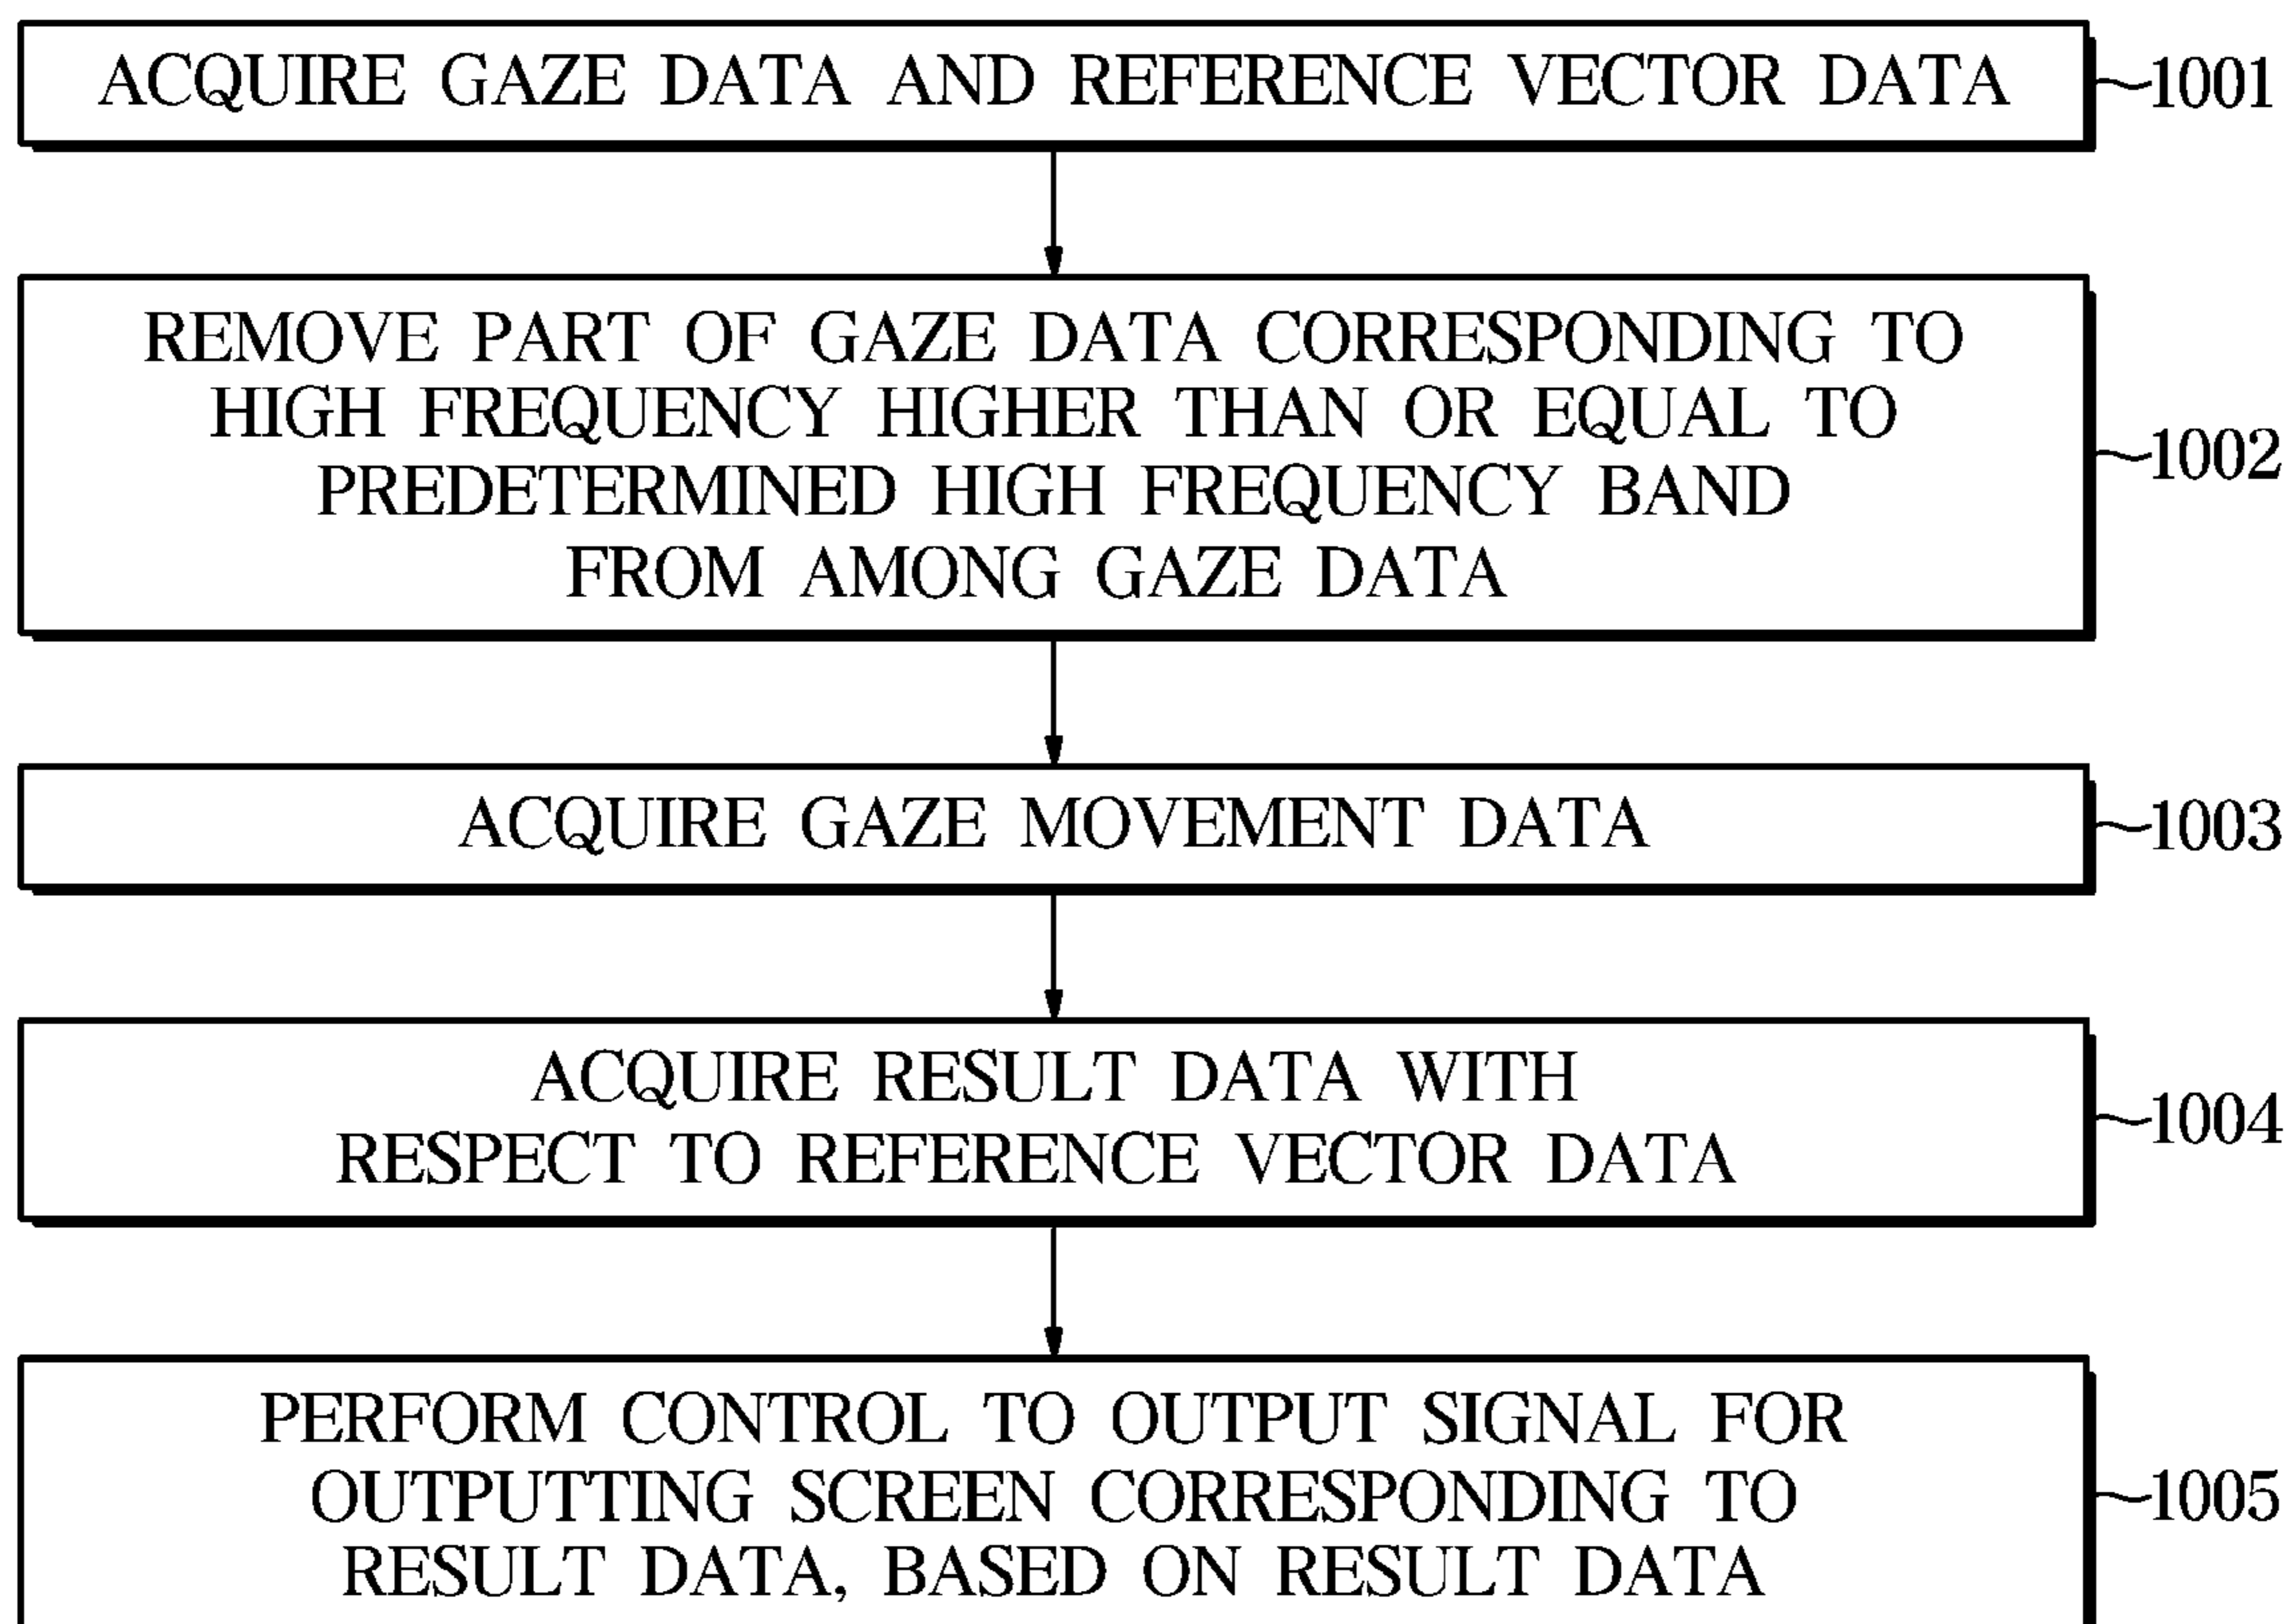 ACQUIRE GAZE DATA AND REFERENCE VECTOR DATA
1001
REMOVE PART OF GAZE DATA CORRESPONDING TO
HIGH FREQUENCY HIGHER THAN OR EQUAL TO
PREDETERMINED HIGH FREQUENCY BAND
FROM AMONG GAZE DATA
1002
ACQUIRE GAZE MOVEMENT DATA
1003
ACQUIRE RESULT DATA WITH
RESPECT TO REFERENCE VECTOR DATA
1004
PERFORM CONTROL TO OUTPUT SIGNAL FOR
OUTPUTTING SCREEN CORRESPONDING TO
RESULT DATA, BASED ON RESULT DATA
1005